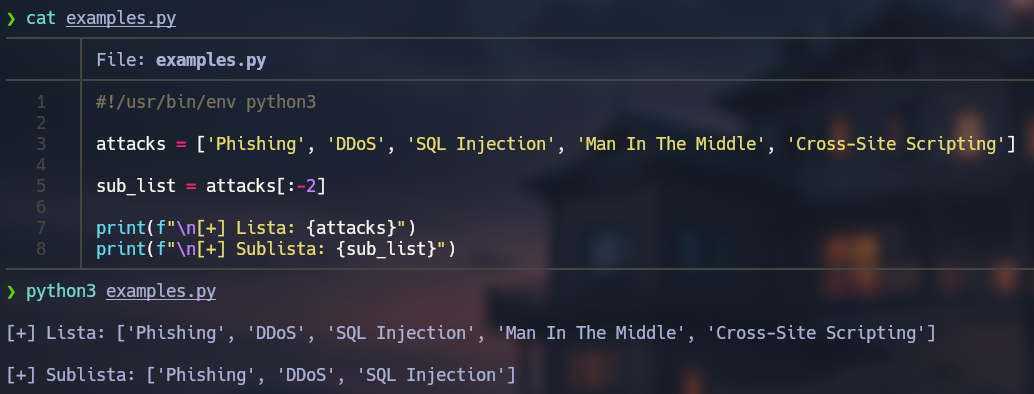 ❯ cat examples.py
File: examples.py
1 #!/usr/bin/env python3
2
3 attacks = ['Phishing', 'DDoS', 'SQL Injection', 'Man In The Middle', 'Cross-Site Scripting']
4
5 sub_list = attacks[:-2]
6
7 print(f"\n[+] Lista: {attacks}")
8 print(f"\n[+] Sublista: {sub_list}")
❯ python3 examples.py
[+] Lista: ['Phishing', 'DDoS', 'SQL Injection', 'Man In The Middle', 'Cross-Site Scripting']
[+] Sublista: ['Phishing', 'DDoS', 'SQL Injection']